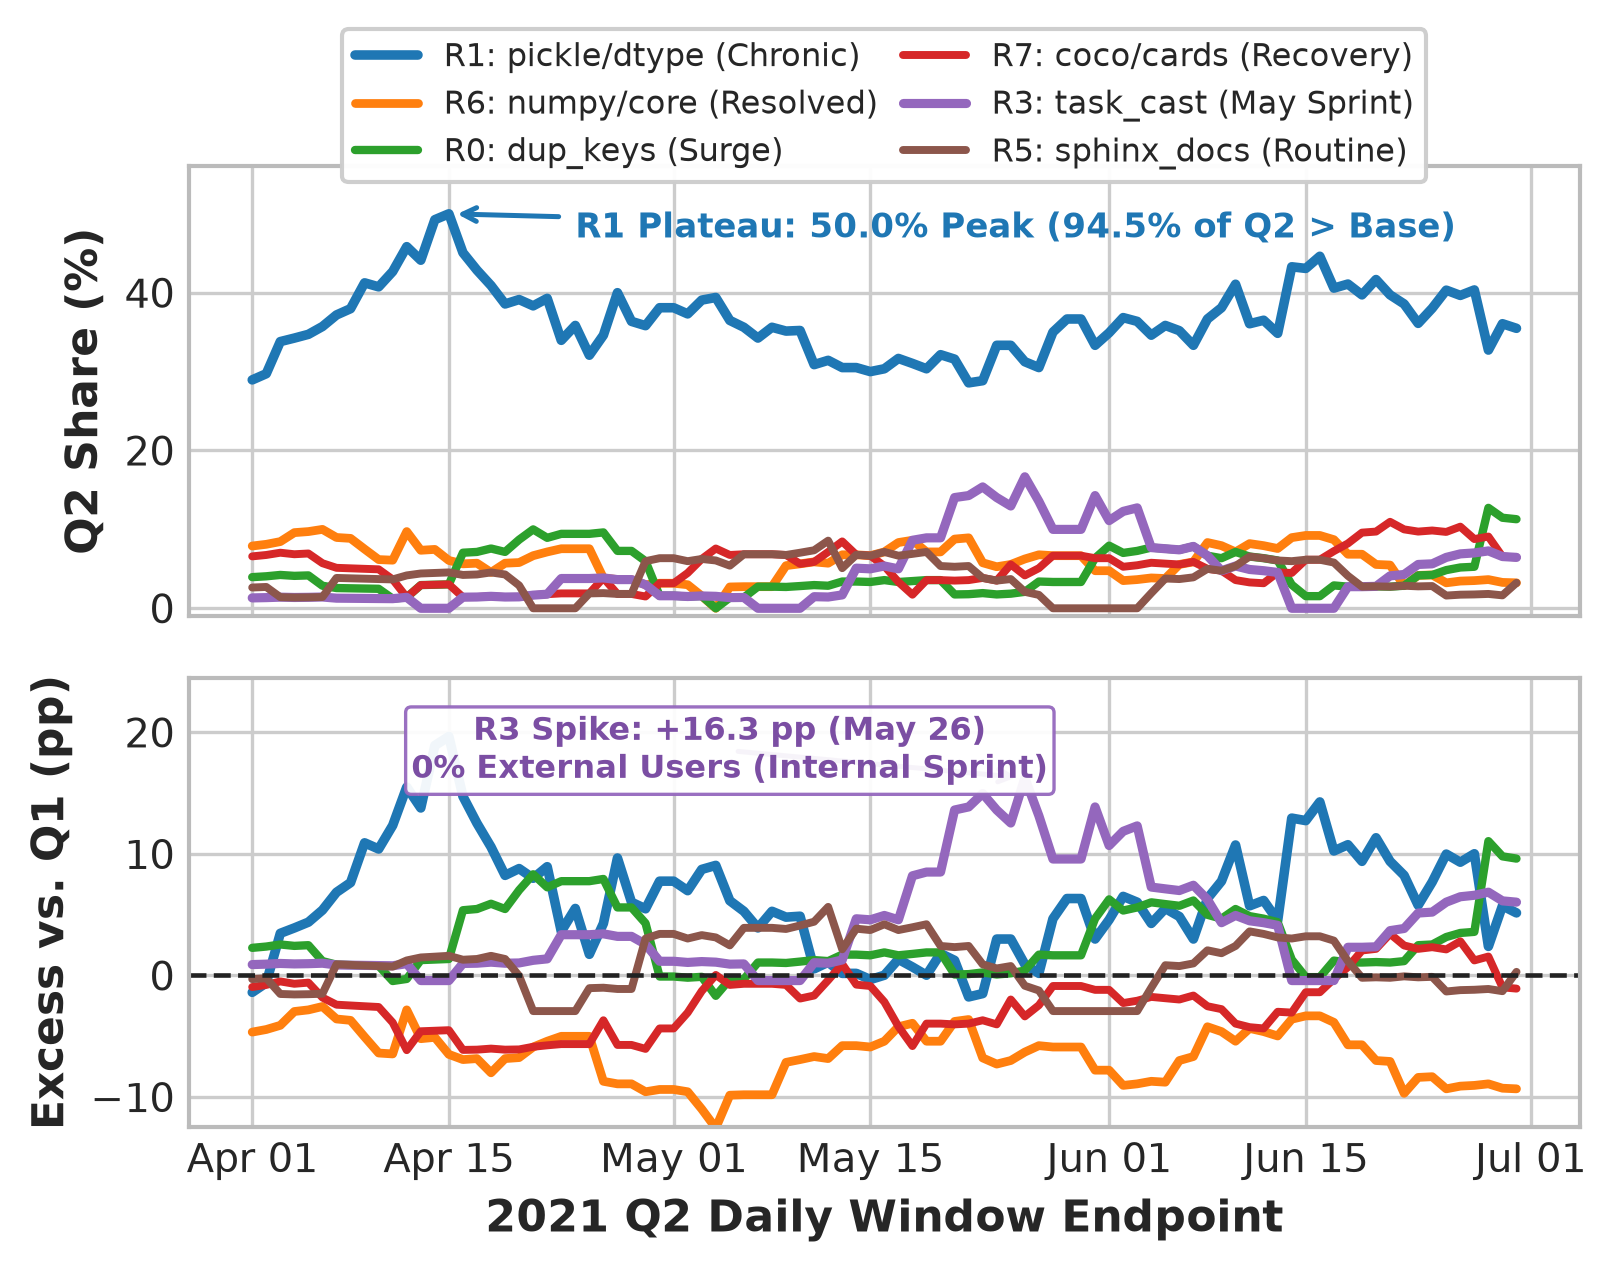 R1: pickle/dtype (Chronic)
R6: numpy/core (Resolved)
R0: dup_keys (Surge)
R7: coco/cards (Recovery)
R3: task_cast (May Sprint)
R5: sphinx_docs (Routine)
Q2 Share (%)
40
20
0
R1 Plateau: 50.0% Peak (94.5% of Q2 > Base)
Excess vs. Q1 (pp)
20
10
0
−10
R3 Spike: +16.3 pp (May 26)
0% External Users (Internal Sprint)
Apr 01
Apr 15
May 01
May 15
Jun 01
Jun 15
Jul 01
2021 Q2 Daily Window Endpoint